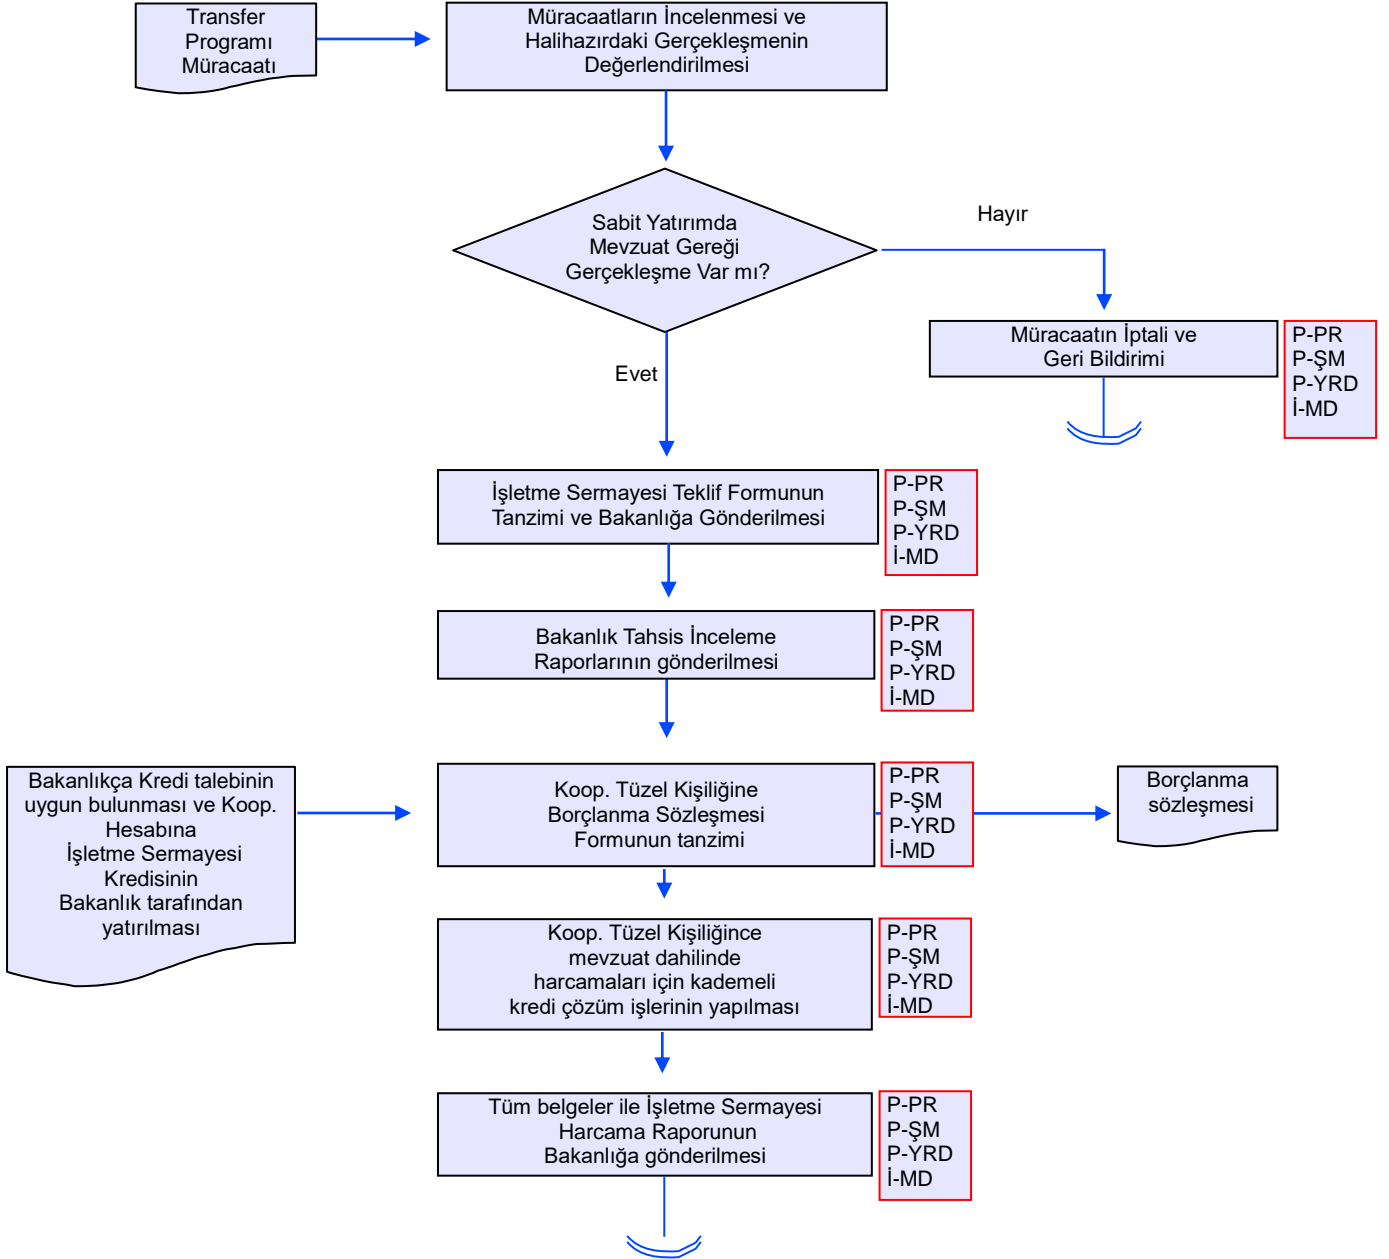 Transfer
Programı
Müracaatı
Müracaatların İncelenmesi ve
Halihazırdaki Gerçekleşmenin
Değerlendirilmesi
Sabit Yatırımda
Mevzuat Gereği
Gerçekleşme Var mı?
Hayır
Evet
Müracaatın İptali ve
Geri Bildirimi
P-PR
P-ŞM
P-YRD
İ-MD
İşletme Sermayesi Teklif Formunun
Tanzimi ve Bakanlığa Gönderilmesi
P-PR
P-ŞM
P-YRD
İ-MD
Bakanlık Tahsis İnceleme
Raporlarının gönderilmesi
P-PR
P-ŞM
P-YRD
İ-MD
Bakanlıkça Kredi talebinin
uygun bulunması ve Koop.
Hesabına
İşletme Sermayesi
Kredisinin
Bakanlık tarafından
yatırılması
Koop. Tüzel Kişiliğine
Borçlanma Sözleşmesi
Formunun tanzimi
P-PR
P-ŞM
P-YRD
İ-MD
Borçlanma
sözleşmesi
Koop. Tüzel Kişiliğince
mevzuat dahilinde
harcamaları için kademeli
kredi çözüm işlerinin yapılması
P-PR
P-ŞM
P-YRD
İ-MD
Tüm belgeler ile İşletme Sermayesi
Harcama Raporunun
Bakanlığa gönderilmesi
P-PR
P-ŞM
P-YRD
İ-MD